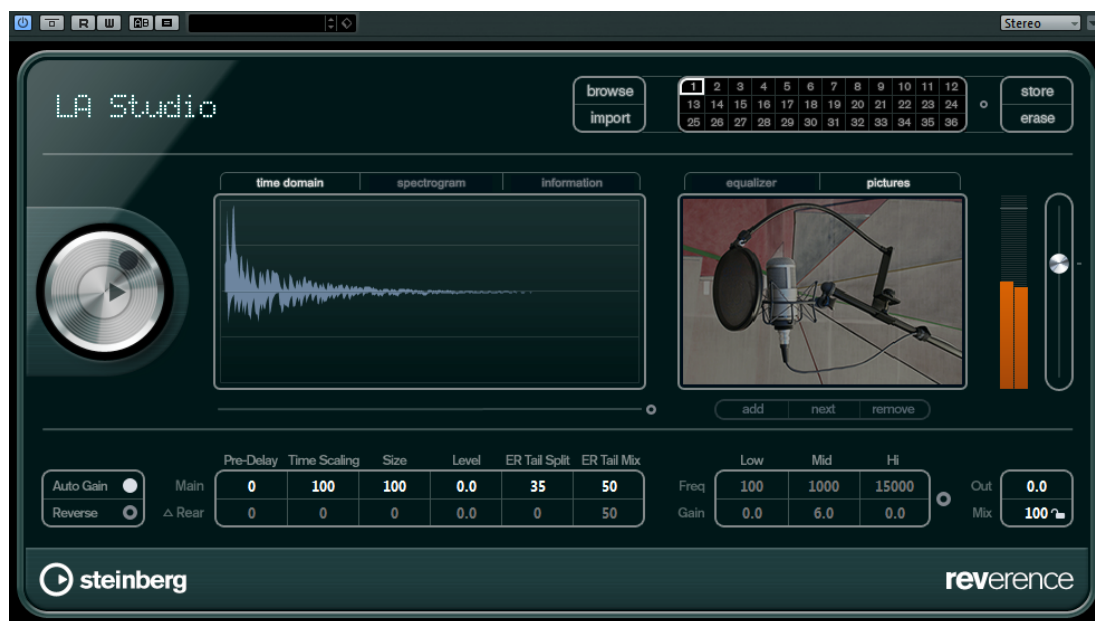 R W AB Stereo
LA Studio
browse
import
1 2 3 4 5 6 7 8 9 10 11 12
13 14 15 16 17 18 19 20 21 22 23 24
25 26 27 28 29 30 31 32 33 34 35 36
store
erase
time domain spectrogram information
equalizer pictures
add next remove
Pre-Delay Time Scaling Size Level ER Tail Split ER Tail Mix Low Mid Hi
Auto Gain Main 0 100 100 0.0 35 50 Freq 100 1000 15000 Out 0.0
Reverse △ Rear 0 0 0 0.0 0 50 Gain 0.0 6.0 0.0 Mix 100
steinberg reverence